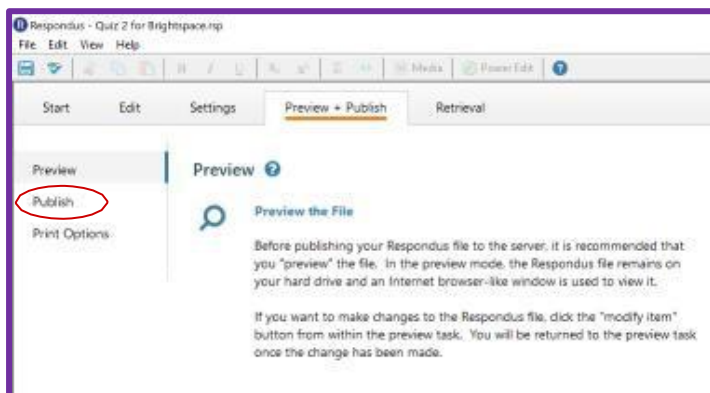 Respondus - Quiz 2 for Brightspace.rsp
File Edit View Help
B I U Media Power Edit
Start Edit Settings Preview + Publish Retrieval
Preview
Publish
Print Options
Preview
Preview the File
Before publishing your Respondus file to the server, it is recommended that
you "preview" the file. In the preview mode, the Respondus file remains on
your hard drive and an Internet browser-like window is used to view it.
If you want to make changes to the Respondus file, click the "modify item"
button from within the preview task. You will be returned to the preview task
once the change has been made.